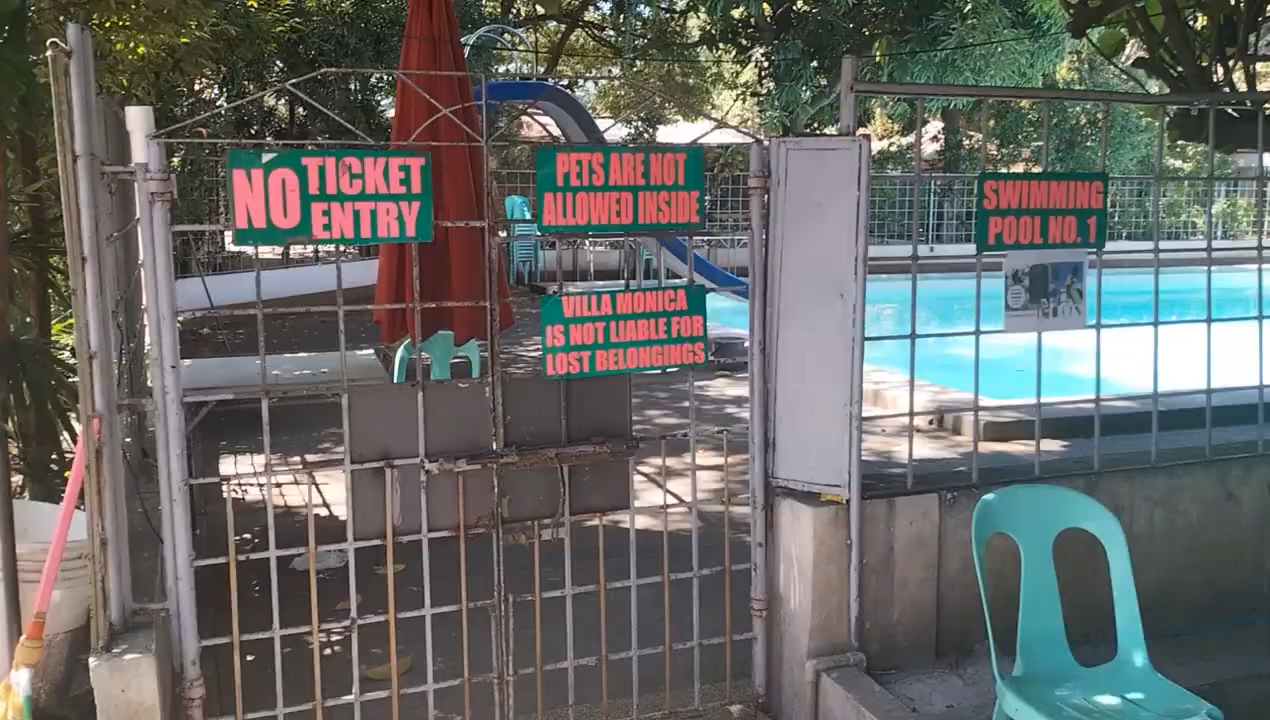 NO TICKET
ENTRY
PETS ARE NOT
ALLOWED INSIDE
VILLA MONICA
IS NOT LIABLE FOR
LOST BELONGINGS
SWIMMING
POOL NO. 1